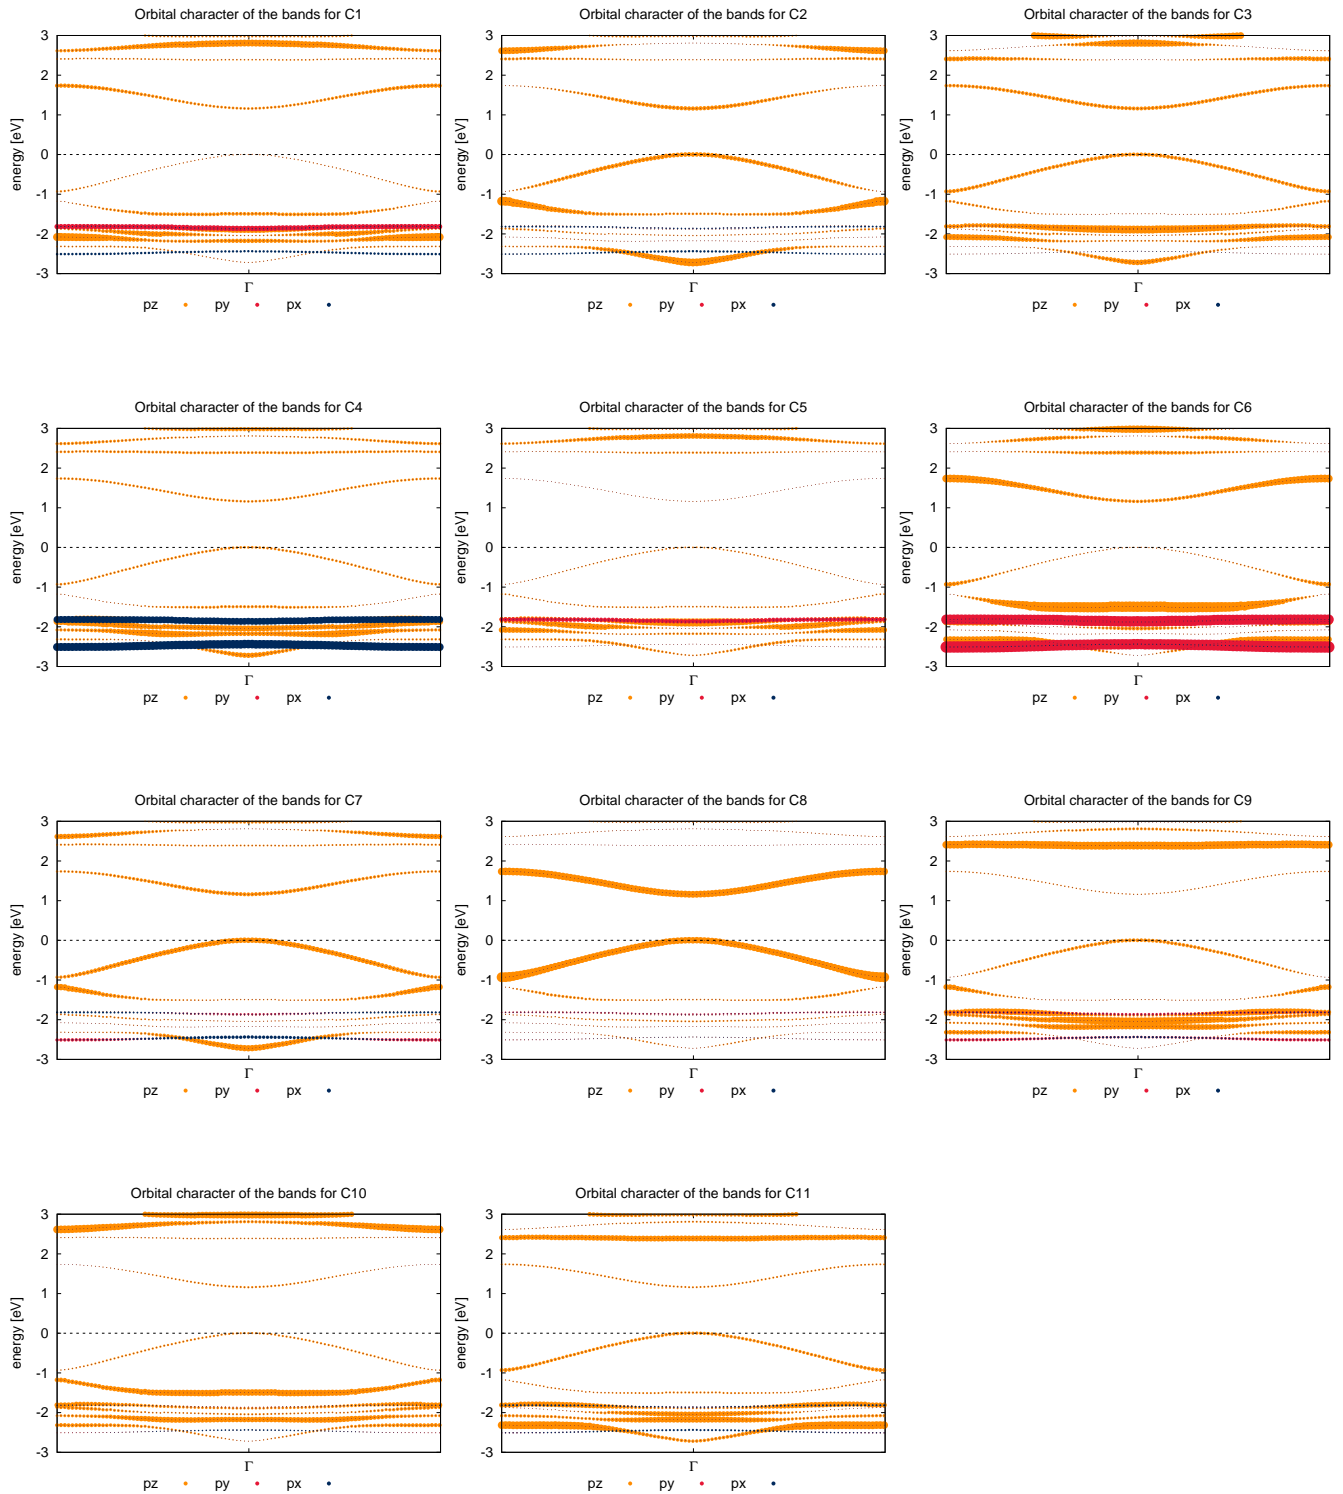 Orbital character of the bands for C1
3
2
1
0
-1
-2
-3
energy [eV]
Γ
pz py px
Orbital character of the bands for C2
3
2
1
0
-1
-2
-3
energy [eV]
Γ
pz py px
Orbital character of the bands for C3
3
2
1
0
-1
-2
-3
energy [eV]
Γ
pz py px
Orbital character of the bands for C4
3
2
1
0
-1
-2
-3
energy [eV]
Γ
pz py px
Orbital character of the bands for C5
3
2
1
0
-1
-2
-3
energy [eV]
Γ
pz py px
Orbital character of the bands for C6
3
2
1
0
-1
-2
-3
energy [eV]
Γ
pz py px
Orbital character of the bands for C7
3
2
1
0
-1
-2
-3
energy [eV]
Γ
pz py px
Orbital character of the bands for C8
3
2
1
0
-1
-2
-3
energy [eV]
Γ
pz py px
Orbital character of the bands for C9
3
2
1
0
-1
-2
-3
energy [eV]
Γ
pz py px
Orbital character of the bands for C10
3
2
1
0
-1
-2
-3
energy [eV]
Γ
pz py px
Orbital character of the bands for C11
3
2
1
0
-1
-2
-3
energy [eV]
Γ
pz py px